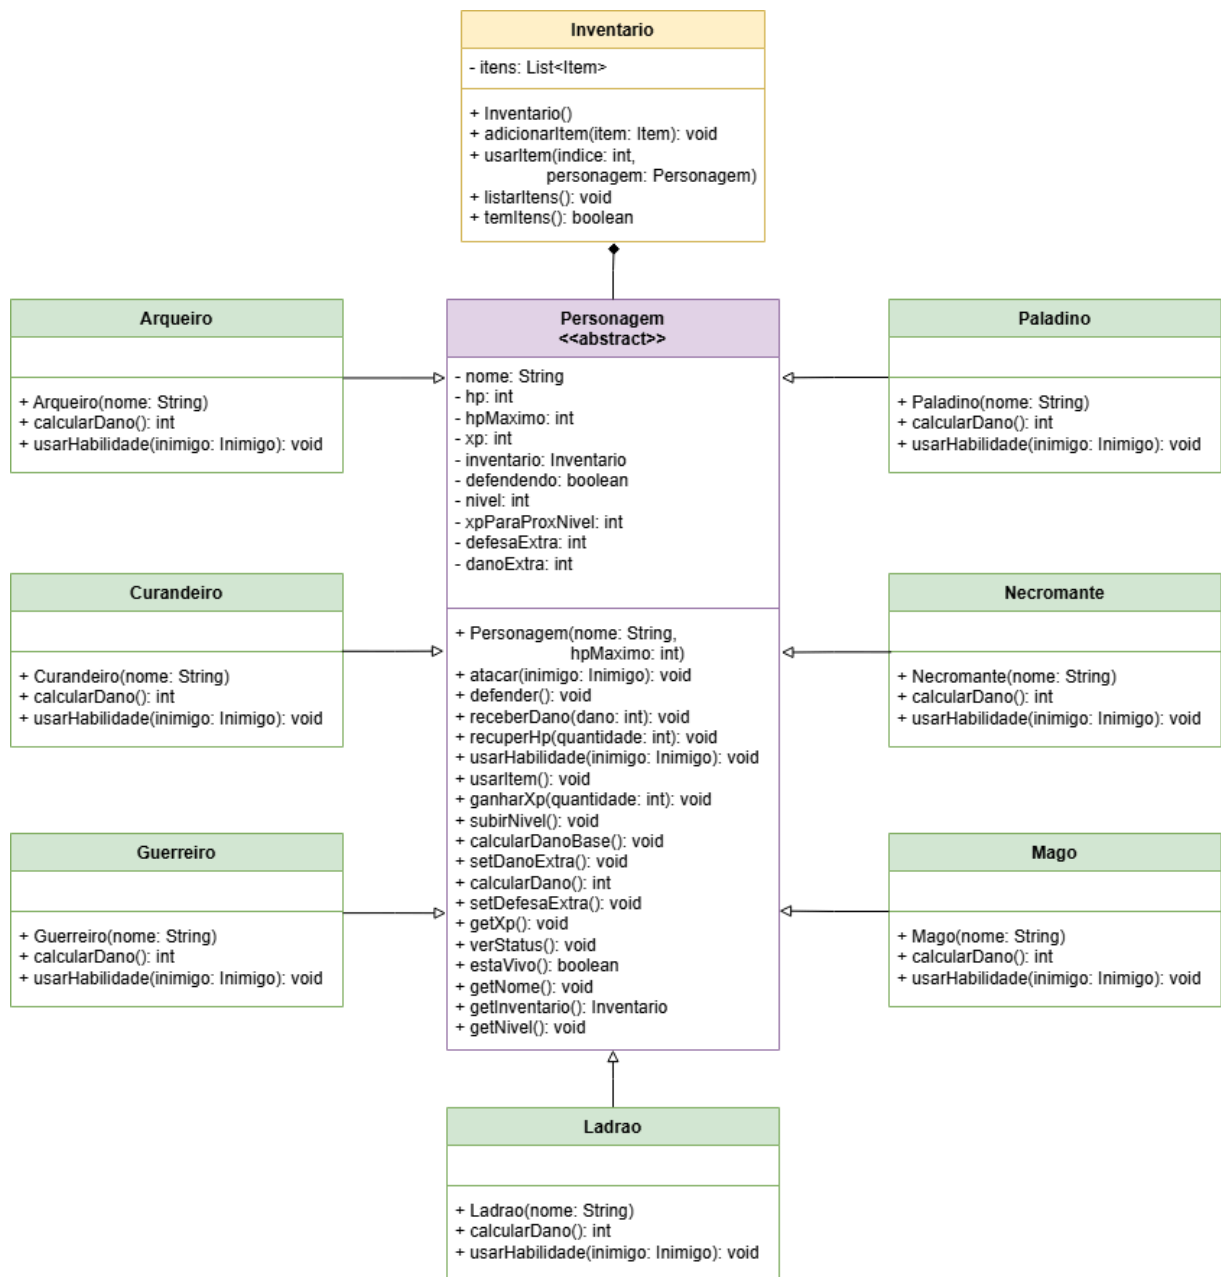 Inventario
- itens: List<Item>
+ Inventario()
+ adicionarItem(item: Item): void
+ usarItem(indice: int,
personagem: Personagem)
+ listarItens(): void
+ temItens(): boolean
Arqueiro
+ Arqueiro(nome: String)
+ calcularDano(): int
+ usarHabilidade(inimigo: Inimigo): void
Personagem
<<abstract>>
- nome: String
- hp: int
- hpMaximo: int
- xp: int
- inventario: Inventario
- defendendo: boolean
- nivel: int
- xpParaProxNivel: int
- defesaExtra: int
- danoExtra: int
+ Personagem(nome: String,
hpMaximo: int)
+ atacar(inimigo: Inimigo): void
+ defender(): void
+ receberDano(dano: int): void
+ recuperHp(quantidade: int): void
+ usarHabilidade(inimigo: Inimigo): void
+ usarItem(): void
+ ganharXp(quantidade: int): void
+ subirNivel(): void
+ calcularDanoBase(): void
+ setDanoExtra(): void
+ calcularDano(): int
+ setDefesaExtra(): void
+ getXp(): void
+ verStatus(): void
+ estaVivo(): boolean
+ getNome(): void
+ getInventario(): Inventario
+ getNivel(): void
Paladino
+ Paladino(nome: String)
+ calcularDano(): int
+ usarHabilidade(inimigo: Inimigo): void
Curandeiro
+ Curandeiro(nome: String)
+ calcularDano(): int
+ usarHabilidade(inimigo: Inimigo): void
Necromante
+ Necromante(nome: String)
+ calcularDano(): int
+ usarHabilidade(inimigo: Inimigo): void
Guerreiro
+ Guerreiro(nome: String)
+ calcularDano(): int
+ usarHabilidade(inimigo: Inimigo): void
Mago
+ Mago(nome: String)
+ calcularDano(): int
+ usarHabilidade(inimigo: Inimigo): void
Ladrao
+ Ladrao(nome: String)
+ calcularDano(): int
+ usarHabilidade(inimigo: Inimigo): void